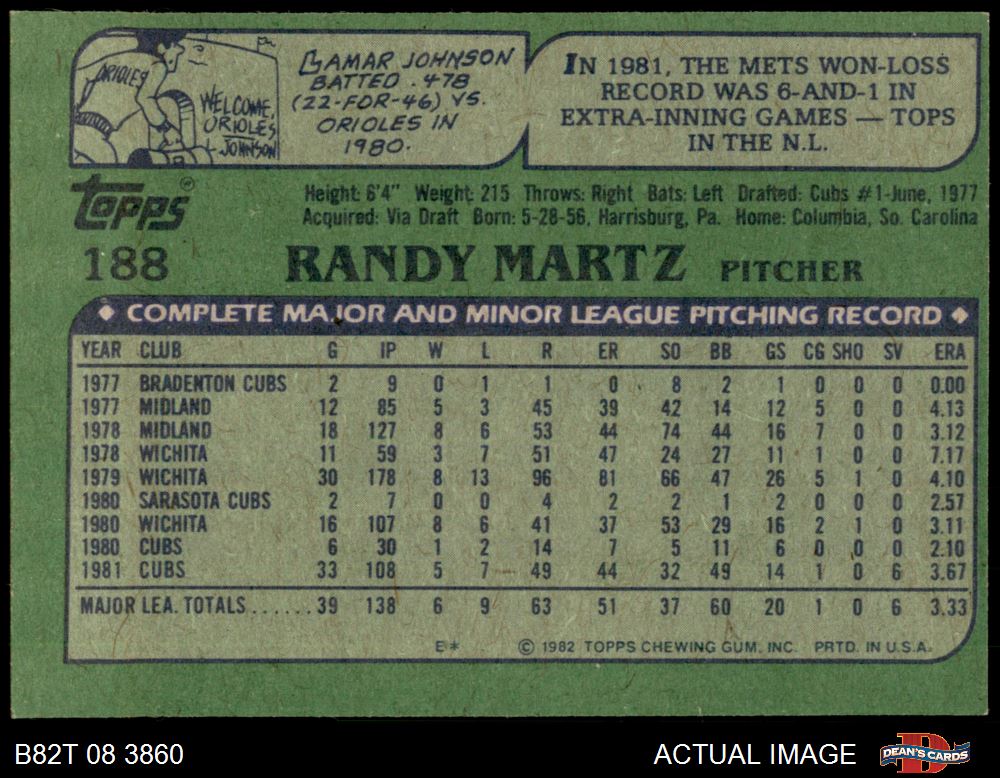 ORIOLES
WELCOME,
ORIOLES,
L. JOHNSON
LAMAR JOHNSON
BATTED .478
(22-FOR-46) VS.
ORIOLES IN
1980.
IN 1981, THE METS WON-LOSS
RECORD WAS 6-AND-1 IN
EXTRA-INNING GAMES — TOPS
IN THE N.L.
Topps®
Height: 6'4" Weight: 215 Throws: Right Bats: Left Drafted: Cubs #1-June, 1977
Acquired: Via Draft Born: 5-28-56, Harrisburg, Pa. Home: Columbia, So. Carolina
188 RANDY MARTZ PITCHER
◆ COMPLETE MAJOR AND MINOR LEAGUE PITCHING RECORD ◆
YEAR CLUB G IP W L R ER SO BB GS CG SHO SV ERA
1977 BRADENTON CUBS 2 9 0 1 1 0 8 2 1 0 0 0 0.00
1977 MIDLAND 12 85 5 3 45 39 42 14 12 5 0 0 4.13
1978 MIDLAND 18 127 8 6 53 44 74 44 16 7 0 0 3.12
1978 WICHITA 11 59 3 7 51 47 24 27 11 1 0 0 7.17
1979 WICHITA 30 178 8 13 96 81 66 47 26 5 1 0 4.10
1980 SARASOTA CUBS 2 7 0 0 4 2 2 1 2 0 0 0 2.57
1980 WICHITA 16 107 8 6 41 37 53 29 16 2 1 0 3.11
1980 CUBS 6 30 1 2 14 7 5 11 6 0 0 0 2.10
1981 CUBS 33 108 5 7 49 44 32 49 14 1 0 6 3.67
MAJOR LEA. TOTALS......39 138 6 9 63 51 37 60 20 1 0 6 3.33
E* © 1982 TOPPS CHEWING GUM, INC. PRTD. IN U.S.A.
B82T 08 3860
ACTUAL IMAGE
D
DEAN'S CARDS